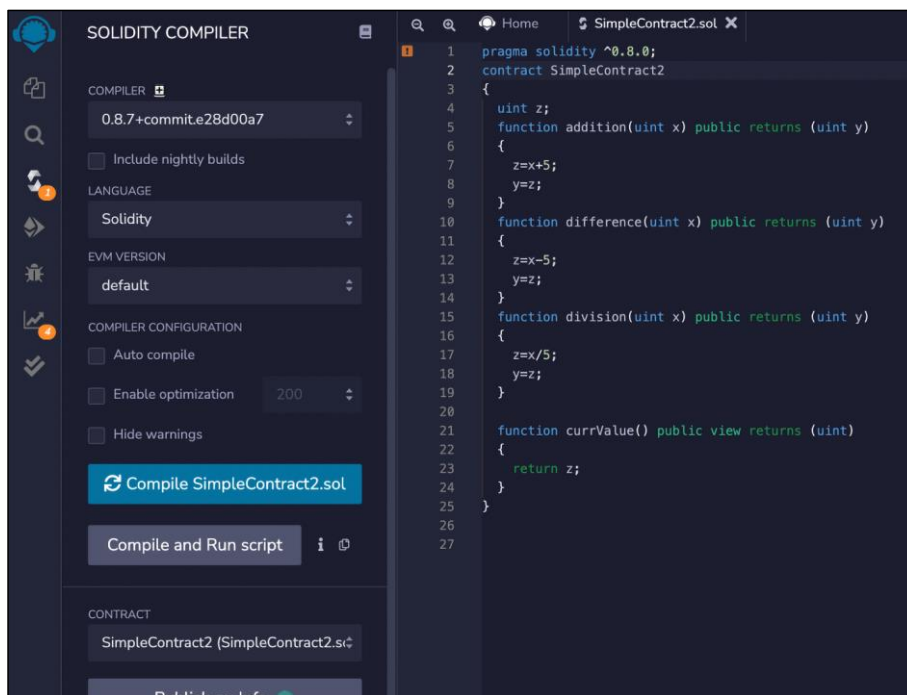 SOLIDITY COMPILER
COMPILER
0.8.7+commit.e28d00a7
Include nightly builds
LANGUAGE
Solidity
EVM VERSION
default
COMPILER CONFIGURATION
Auto compile
Enable optimization 200
Hide warnings
Compile SimpleContract2.sol
Compile and Run script
CONTRACT
SimpleContract2 (SimpleContract2.s
1
4
Home SimpleContract2.sol
1 pragma solidity ^0.8.0;
2 contract SimpleContract2
3 {
4 uint z;
5 function addition(uint x) public returns (uint y)
6 {
7 z=x+5;
8 y=z;
9 }
10 function difference(uint x) public returns (uint y)
11 {
12 z=x-5;
13 y=z;
14 }
15 function division(uint x) public returns (uint y)
16 {
17 z=x/5;
18 y=z;
19 }
20
21 function currValue() public view returns (uint)
22 {
23 return z;
24 }
25 }
26
27